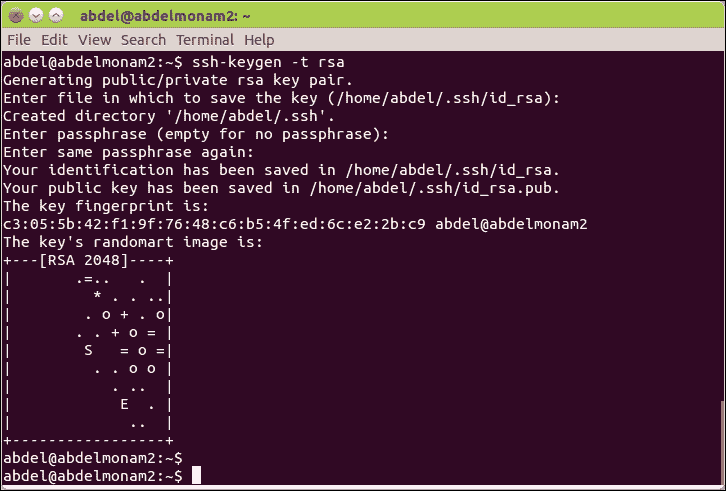 abdel@abdelmonam2: ~
File Edit View Search Terminal Help
abdel@abdelmonam2:~$ ssh-keygen -t rsa
Generating public/private rsa key pair.
Enter file in which to save the key (/home/abdel/.ssh/id_rsa):
Created directory '/home/abdel/.ssh'.
Enter passphrase (empty for no passphrase):
Enter same passphrase again:
Your identification has been saved in /home/abdel/.ssh/id_rsa.
Your public key has been saved in /home/abdel/.ssh/id_rsa.pub.
The key fingerprint is:
c3:05:5b:42:f1:9f:76:48:c6:b5:4f:ed:6c:e2:2b:c9 abdel@abdelmonam2
The key's randomart image is:
+---[RSA 2048]----+
|       .=..   .  |
|         * . . ..|
|        . o + . o|
|       . . + o = |
|        S   = o =|
|         . . o o |
|           . ..  |
|            E  . |
|             ..  |
+-----------------+
abdel@abdelmonam2:~$
abdel@abdelmonam2:~$